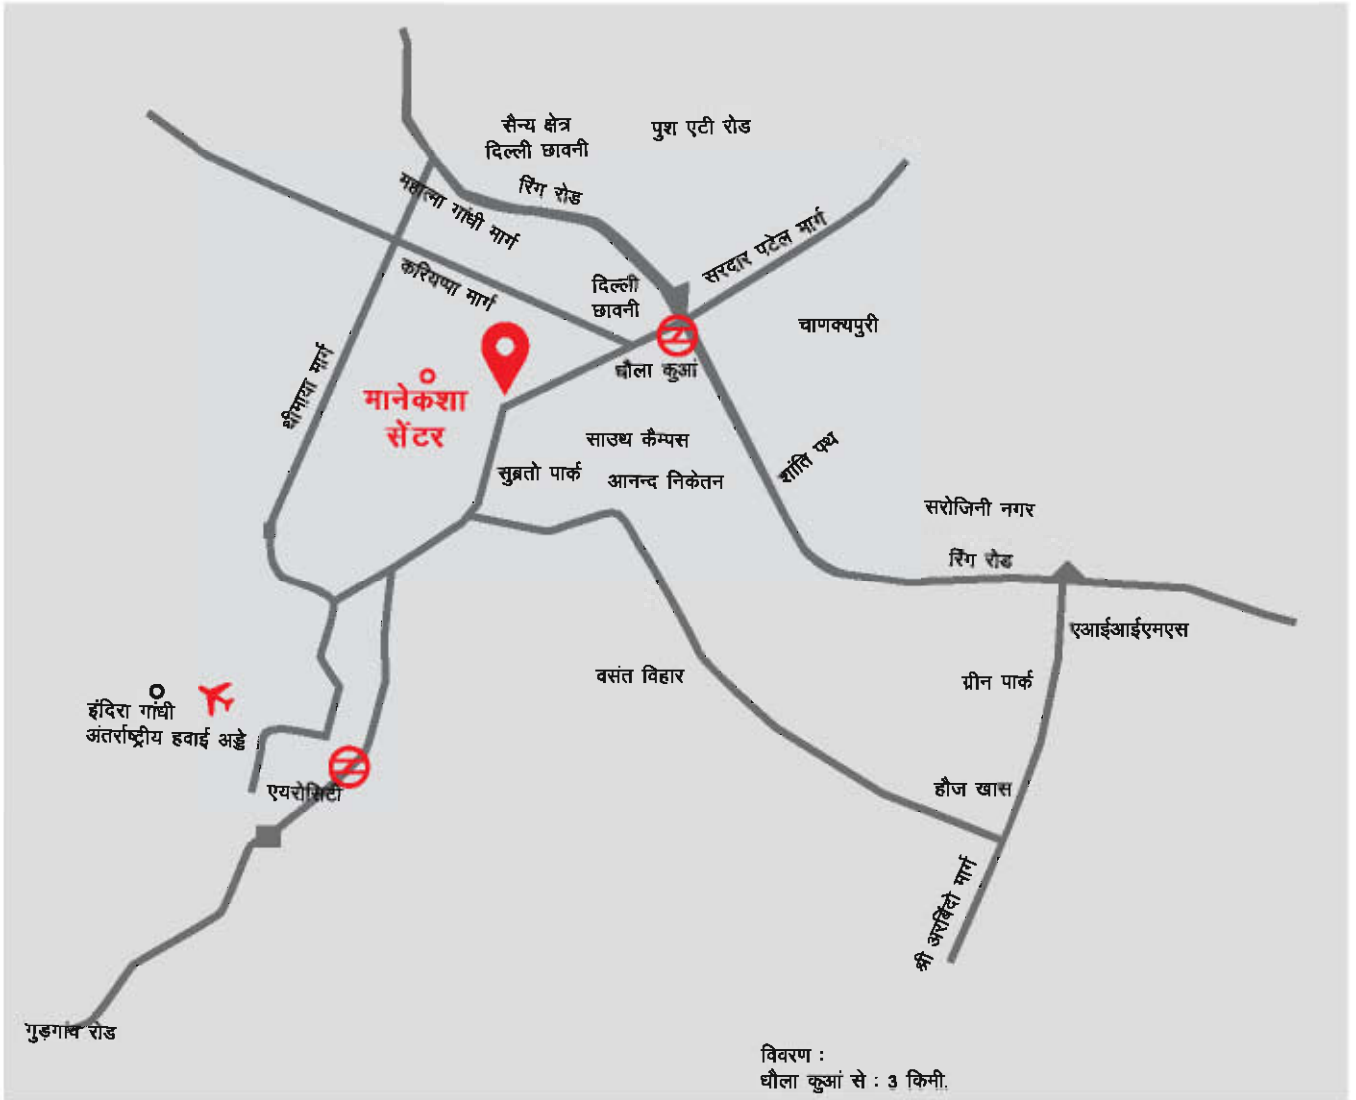 सैन्य क्षेत्र
दिल्ली छावनी
पुश एटी रोड
महात्मा गांधी मार्ग
रिंग रोड
सरदार पटेल मार्ग
करियप्पा मार्ग
दिल्ली
छावनी
चाणक्यपुरी
धौला कुआं
थीमाया मार्ग
मानेकशा
सेंटर
साउथ कैम्पस
सुब्रतो पार्क
आनन्द निकेतन
शांति पथ
सरोजिनी नगर
रिंग रोड
एआईआईएमएस
वसंत विहार
ग्रीन पार्क
इंदिरा गांधी
अंतर्राष्ट्रीय हवाई अड्डे
एयरोसिटी
हौज खास
श्री अरबिंदो मार्ग
गुड़गांव रोड
विवरण :
धौला कुआं से : 3 किमी.